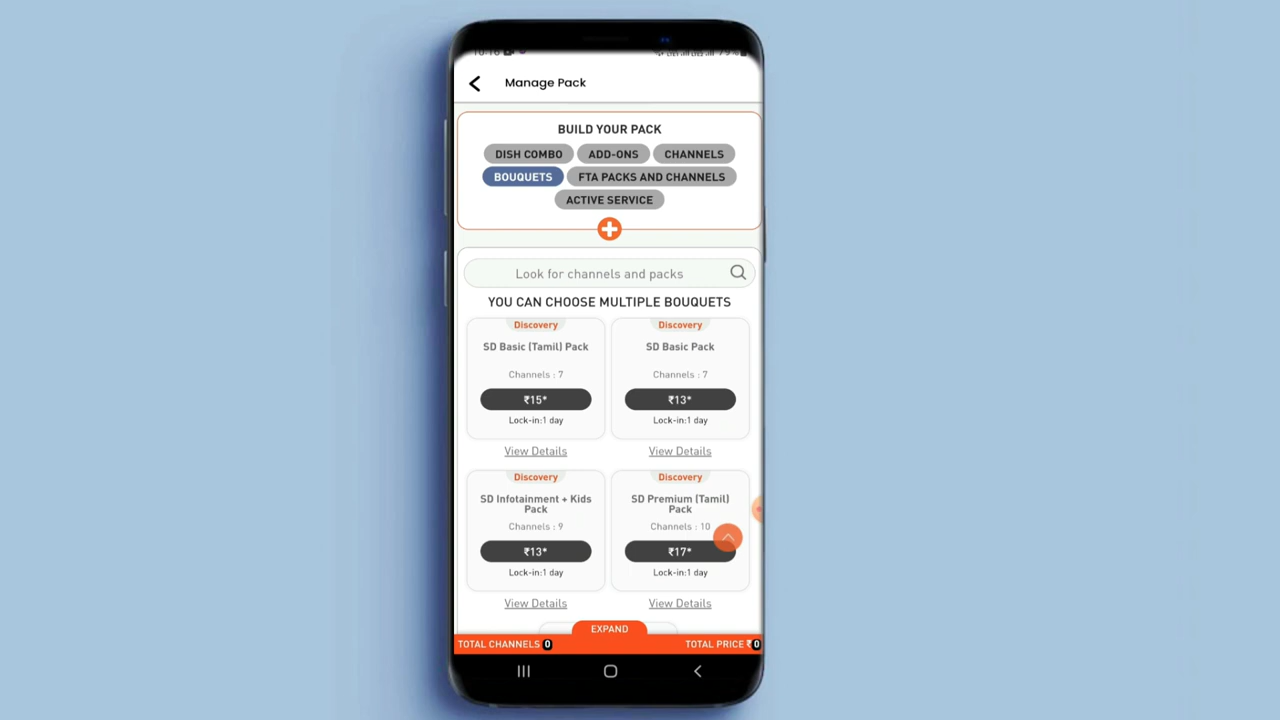 Manage Pack
BUILD YOUR PACK
DISH COMBO ADD-ONS CHANNELS
BOUQUETS FTA PACKS AND CHANNELS
ACTIVE SERVICE
Look for channels and packs
YOU CAN CHOOSE MULTIPLE BOUQUETS
Discovery Discovery
SD Basic (Tamil) Pack SD Basic Pack
Channels : 7 Channels : 7
₹15* ₹13*
Lock-in:1 day Lock-in:1 day
View Details View Details
Discovery Discovery
SD Infotainment + Kids SD Premium (Tamil)
Pack Pack
Channels : 9 Channels : 10
₹13* ₹17*
Lock-in:1 day Lock-in:1 day
View Details View Details
EXPAND
TOTAL CHANNELS 0 TOTAL PRICE ₹0